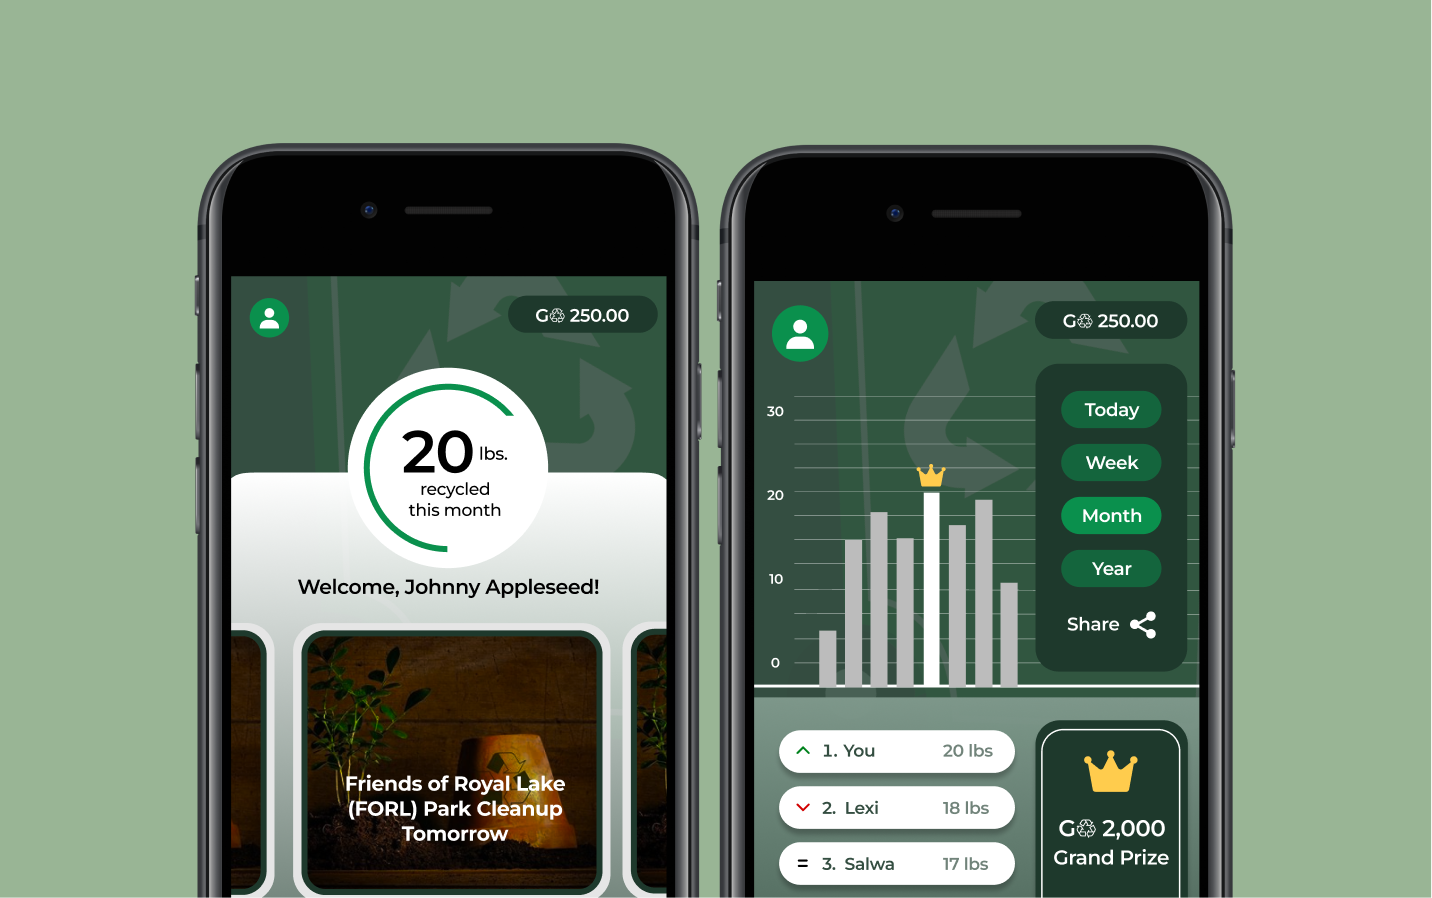 G♲ 250.00
20 lbs.
recycled
this month
Welcome, Johnny Appleseed!
Friends of Royal Lake
(FORL) Park Cleanup
Tomorrow
G♲ 250.00
30
20
10
0
Today
Week
Month
Year
Share
1. You 20 lbs
2. Lexi 18 lbs
3. Salwa 17 lbs
G♲ 2,000
Grand Prize